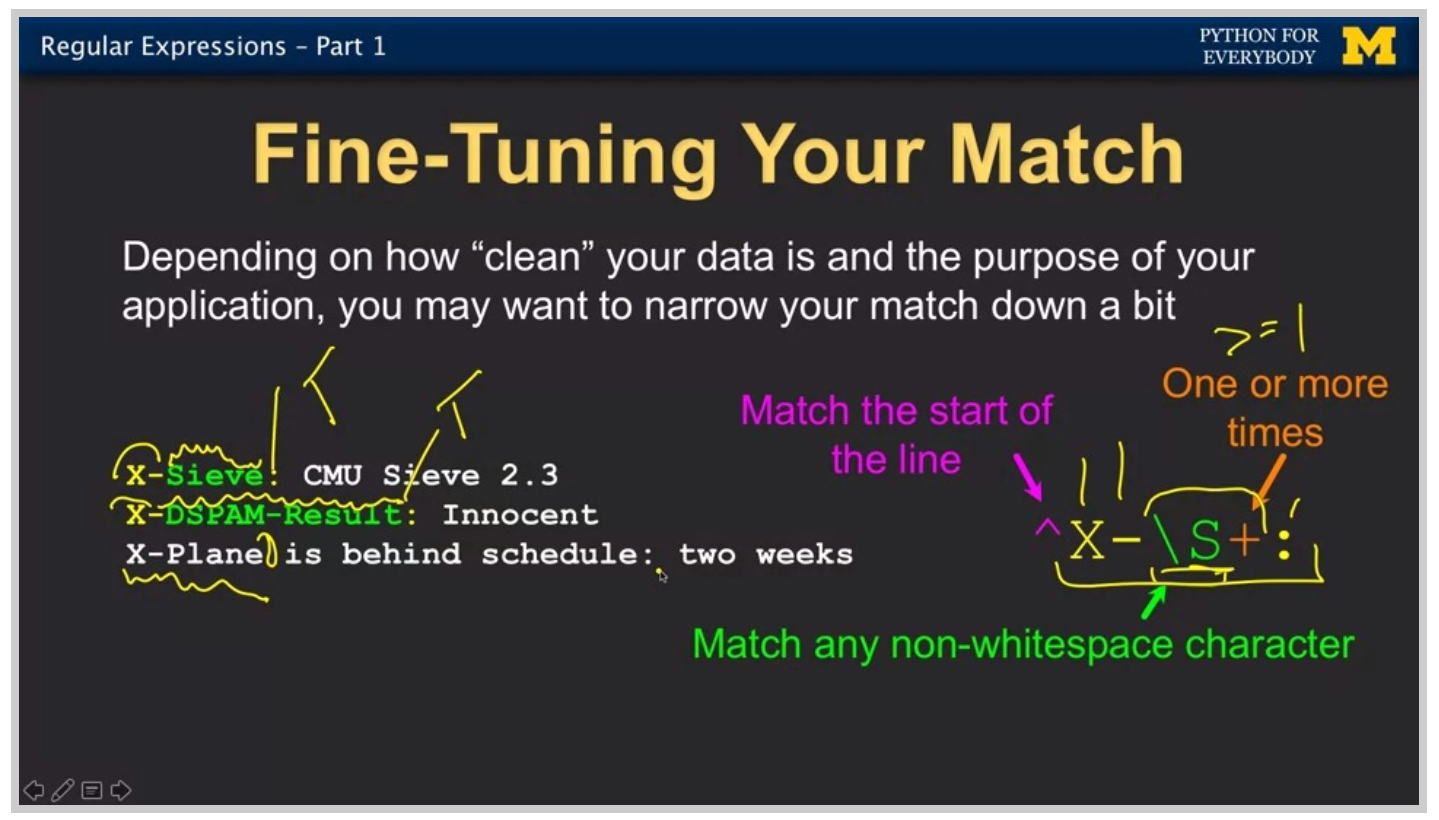 Regular Expressions – Part 1
PYTHON FOR
EVERYBODY
M
Fine-Tuning Your Match
Depending on how “clean” your data is and the purpose of your
application, you may want to narrow your match down a bit
>=1
One or more
times
Match the start of
the line
X-Sieve: CMU Sieve 2.3
X-DSPAM-Result: Innocent
X-Plane is behind schedule: two weeks
^X-\S+:
Match any non-whitespace character